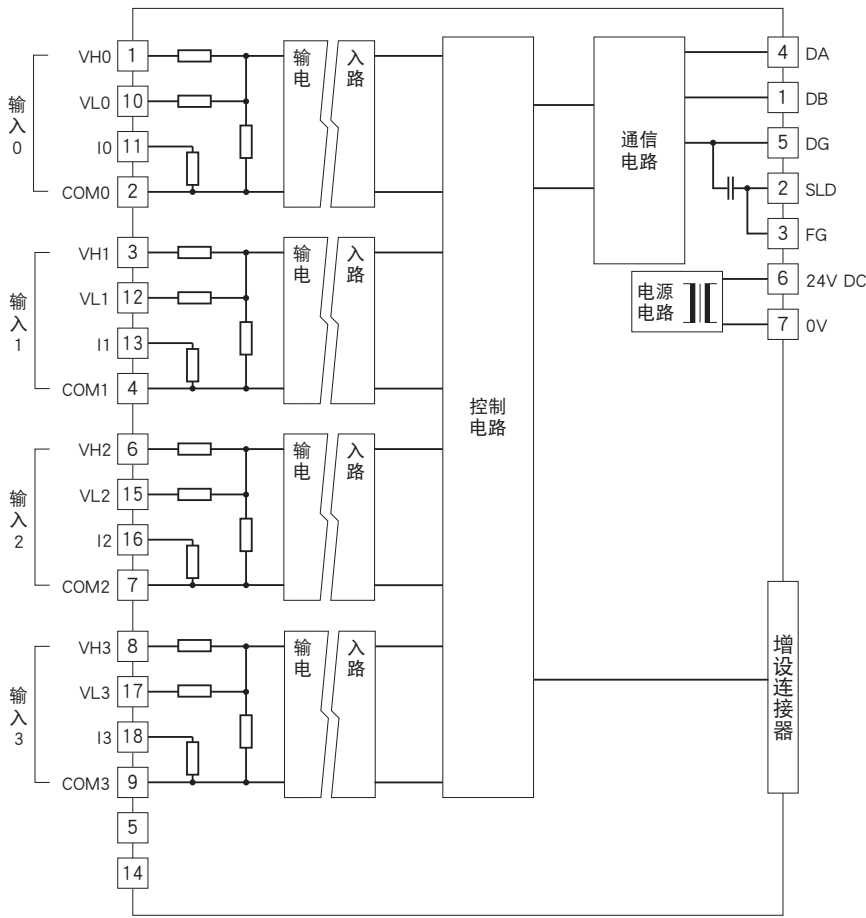 输入0
VH0 1
VL0 10
I0 11
COM0 2
输电 入路
输入1
VH1 3
VL1 12
I1 13
COM1 4
输电 入路
输入2
VH2 6
VL2 15
I2 16
COM2 7
输电 入路
输入3
VH3 8
VL3 17
I3 18
COM3 9
输电 入路
5
14
控制
电路
通信
电路
4 DA
1 DB
5 DG
2 SLD
3 FG
电源
电路
6 24V DC
7 0V
增设连接器